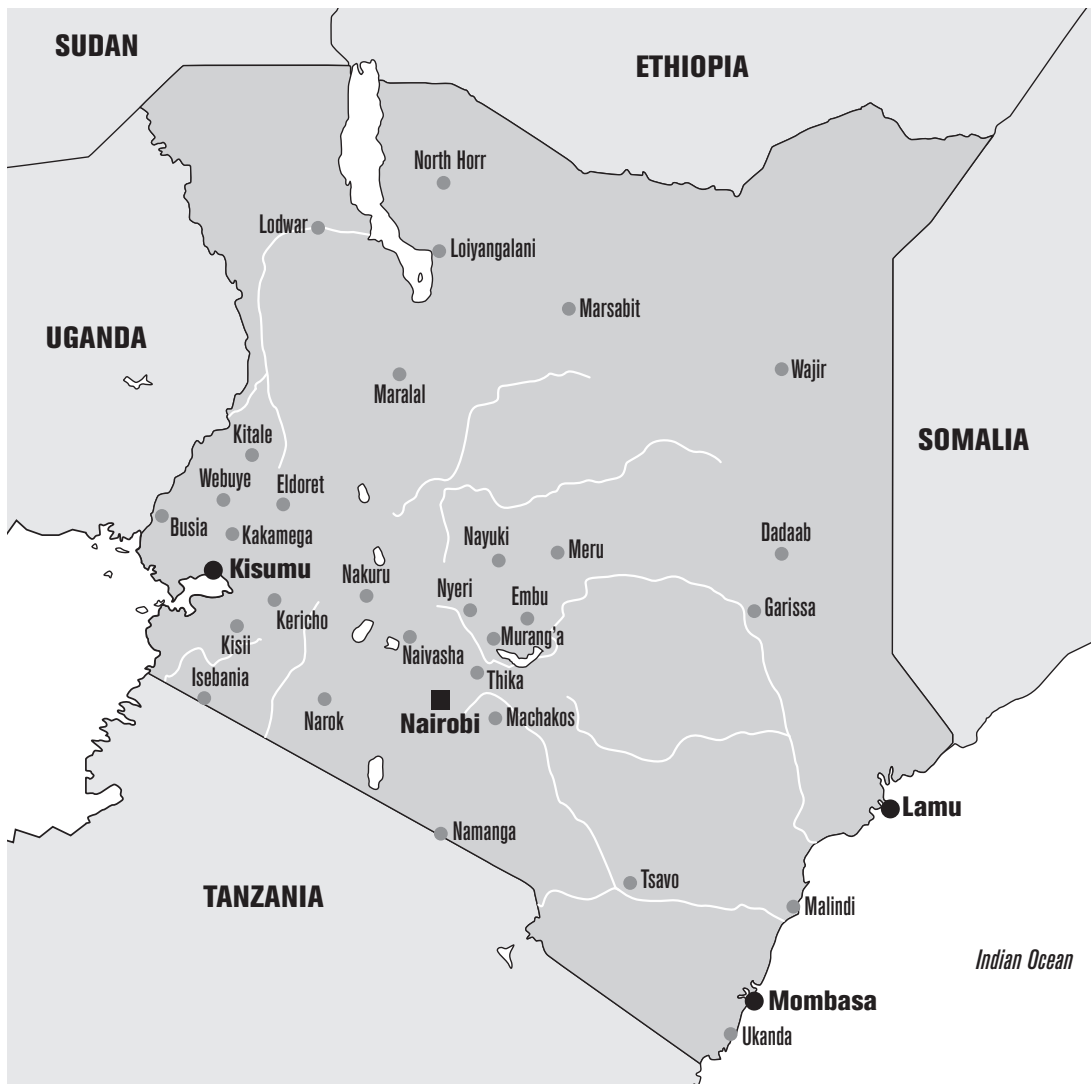 SUDAN
ETHIOPIA
North Horr
Lodwar
Loiyangalani
Marsabit
UGANDA
Wajir
Maralal
SOMALIA
Kitale
Webuye
Eldoret
Busia
Kakamega
Nayuki
Meru
Dadaab
Kisumu
Nakuru
Nyeri
Embu
Garissa
Kericho
Kisii
Murang'a
Naivasha
Isebania
Thika
Narok
Nairobi
Machakos
Lamu
Namanga
TANZANIA
Tsavo
Malindi
Indian Ocean
Mombasa
Ukanda